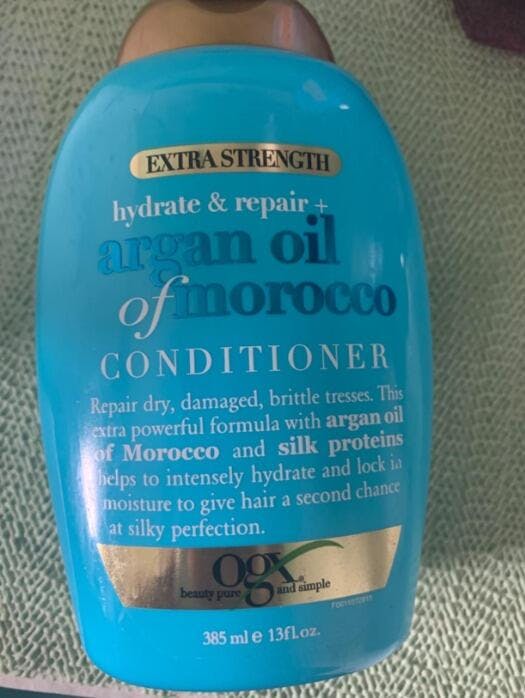 EXTRA STRENGTH
hydrate & repair +
argan oil
of morocco
CONDITIONER
Repair dry, damaged, brittle tresses. This
extra powerful formula with argan oil
of Morocco and silk proteins
helps to intensely hydrate and lock in
moisture to give hair a second chance
at silky perfection.
ogx
beauty pure and simple
385 ml e 13fl.oz.